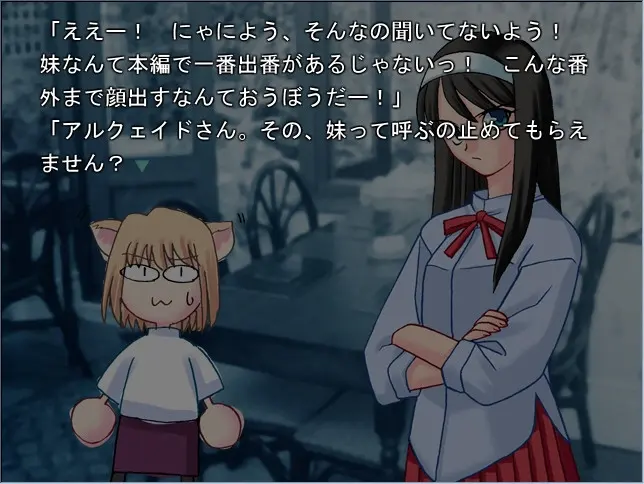 「ええー！　にゃによう、そんなの聞いてないよう！
妹なんて本編で一番出番があるじゃないっ！　こんな番
外まで顔出すなんておうぼうだー！」
「アルクェイドさん。その、妹って呼ぶの止めてもらえ
ません？▼